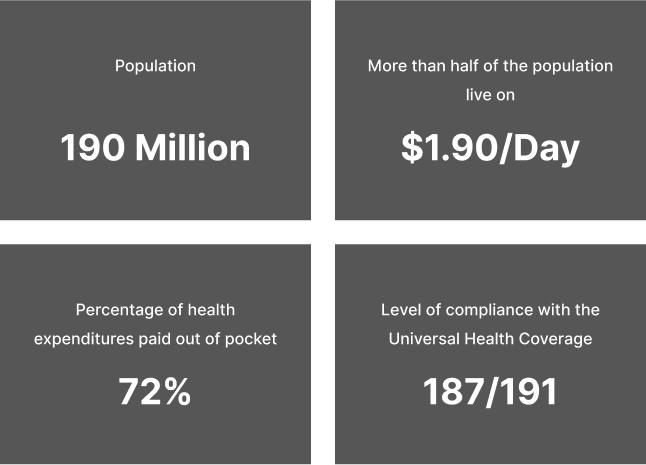 Population
190 Million
More than half of the population
live on
$1.90/Day
Percentage of health
expenditures paid out of pocket
72%
Level of compliance with the
Universal Health Coverage
187/191